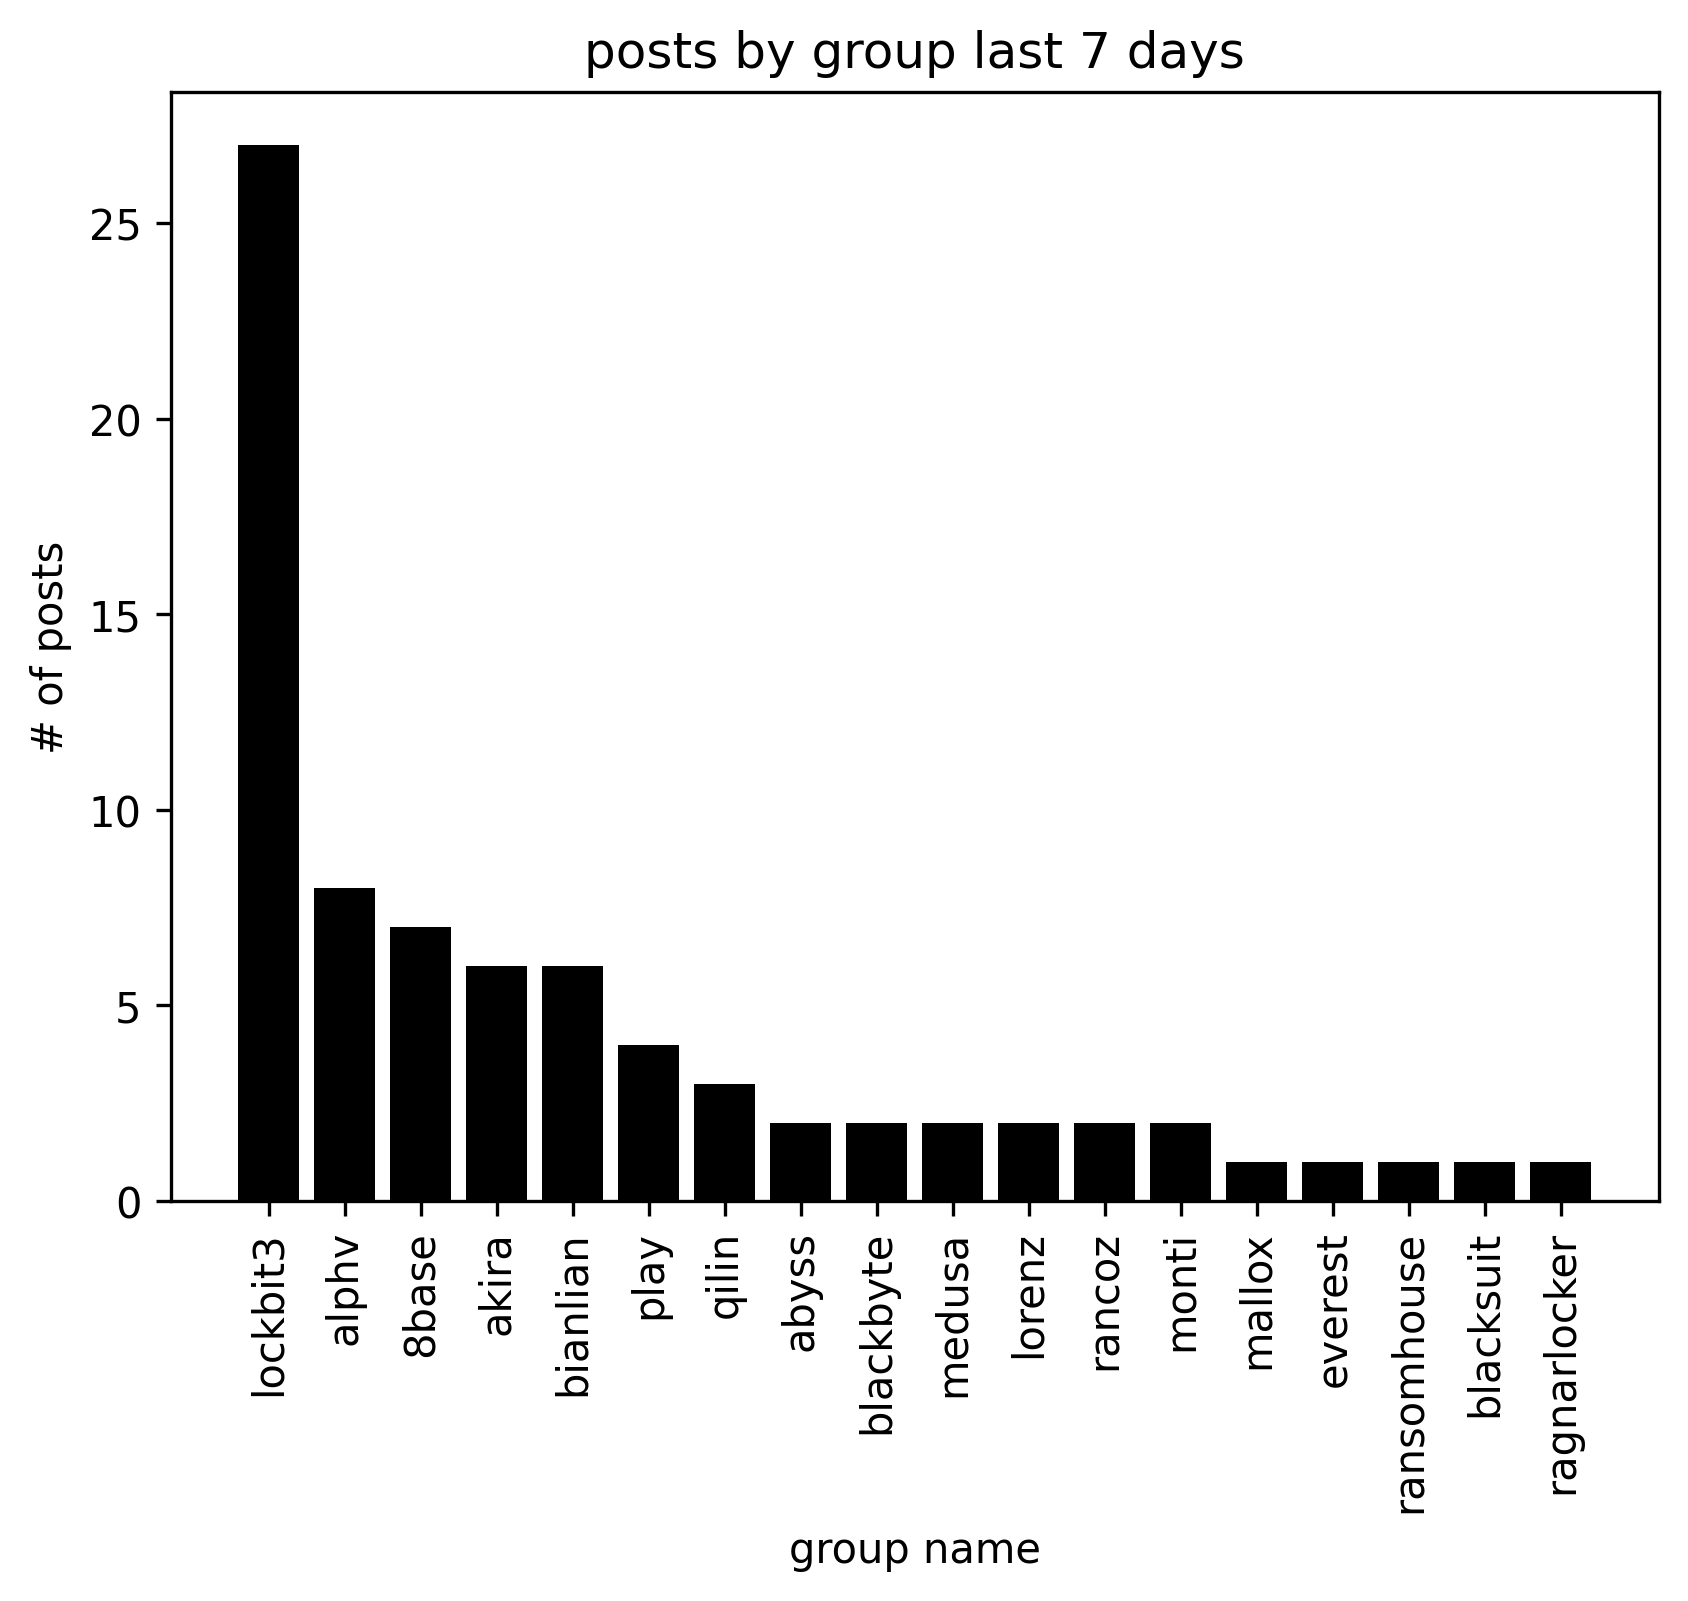 posts by group last 7 days
# of posts
25
20
15
10
5
0
lockbit3
alphv
8base
akira
bianlian
play
qilin
abyss
blackbyte
medusa
lorenz
rancoz
monti
mallox
everest
ransomhouse
blacksuit
ragnarlocker
group name